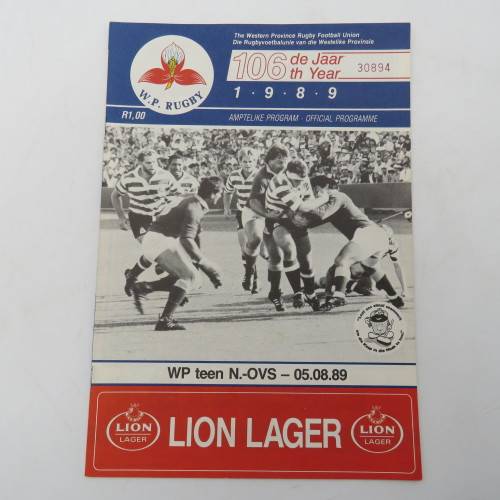 The Western Province Rugby Football Union
Die Rugbyvoetbalunie van die Westelike Provinsie
106 de Jaar
th Year 30894
1 · 9 · 8 · 9
W.P. RUGBY
R1,00
AMPTELIKE PROGRAM · OFFICIAL PROGRAMME
WP teen N.-OVS – 05.08.89
LION
LAGER
LION LAGER
LION
LAGER